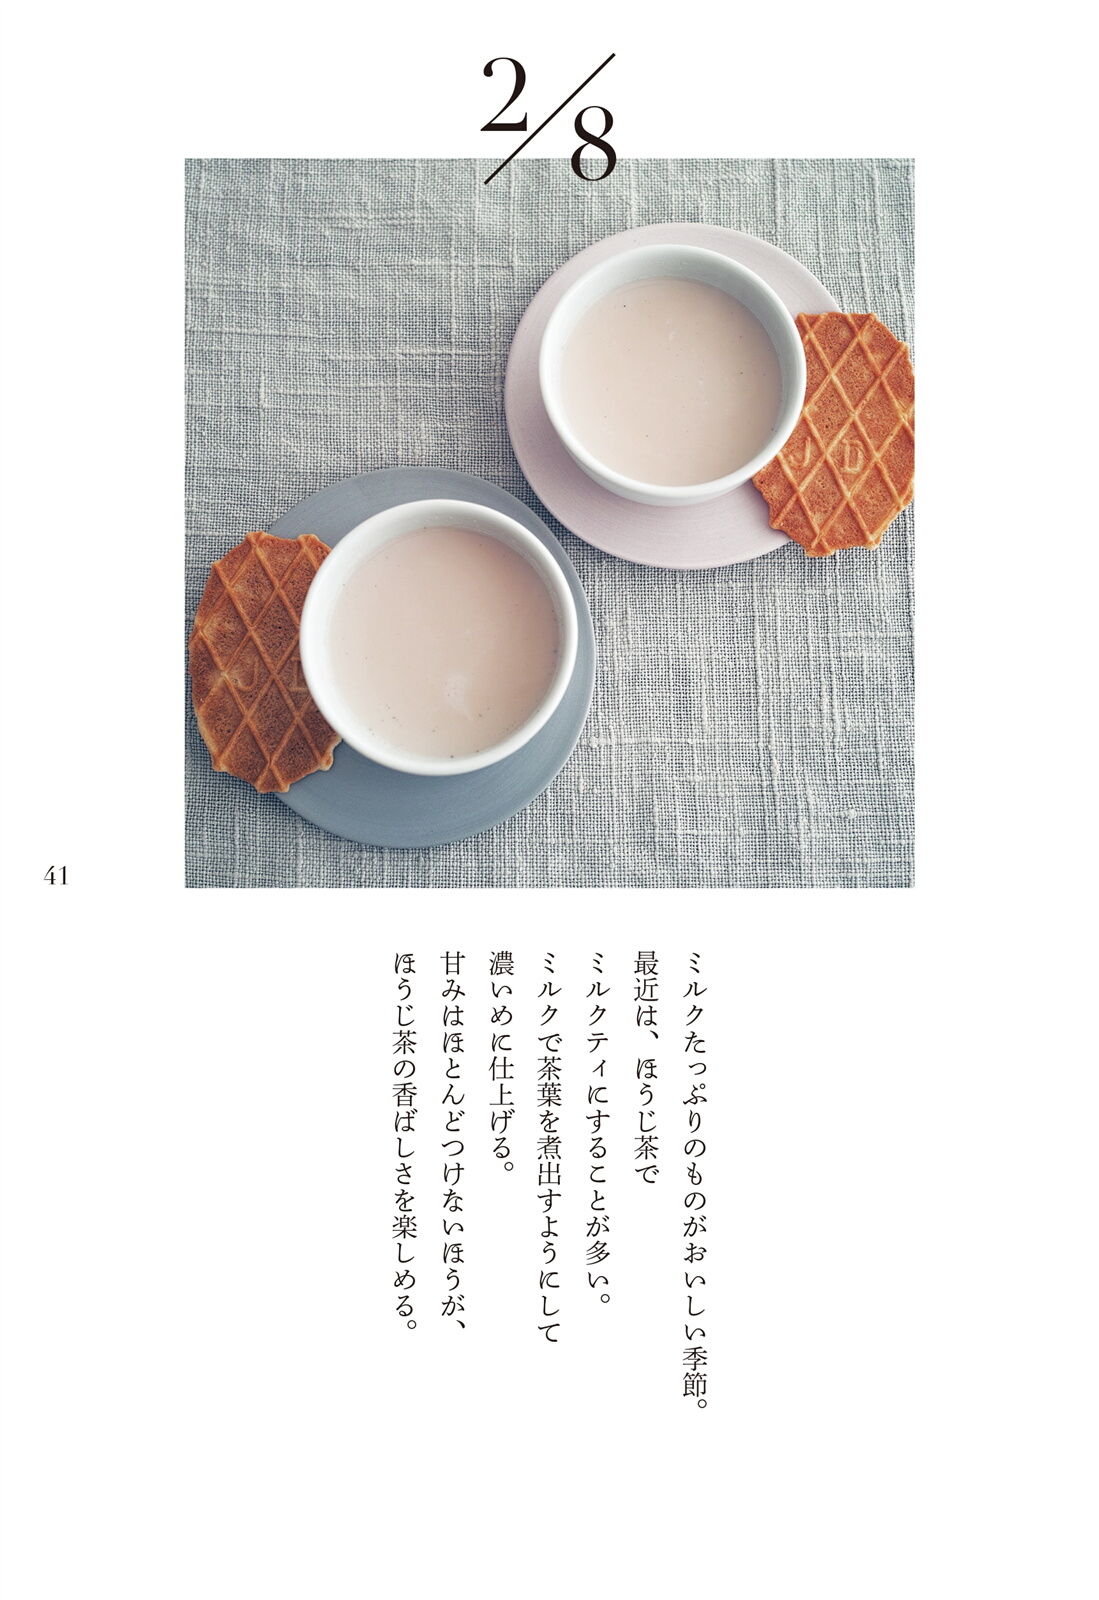 2/8
J D
J
41
ミルクたっぷりのものがおいしい季節。
最近は、ほうじ茶で
ミルクティにすることが多い。
ミルクで茶葉を煮出すようにして
濃いめに仕上げる。
甘みはほとんどつけないほうが、
ほうじ茶の香ばしさを楽しめる。